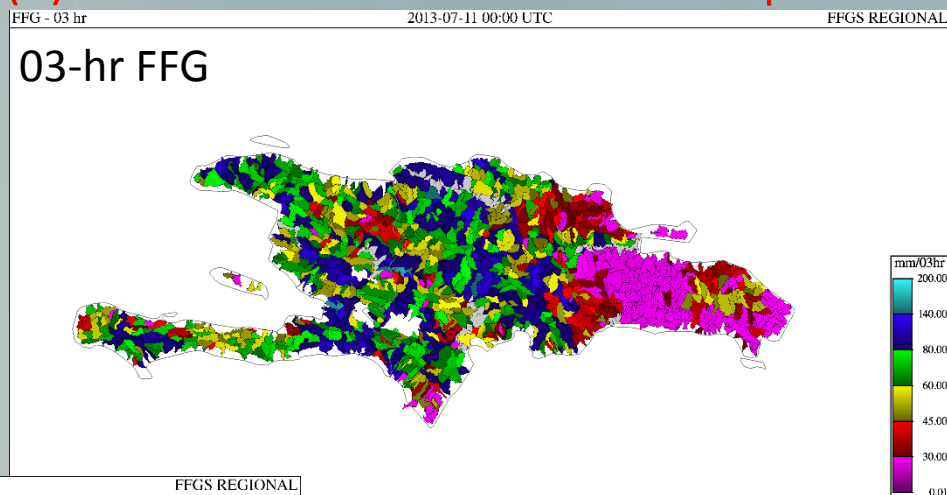 FFG - 03 hr 2013-07-11 00:00 UTC FFGS REGIONAL
03-hr FFG
mm/03hr
200.00
140.00
80.00
60.00
45.00
30.00
0.01
FFGS REGIONAL